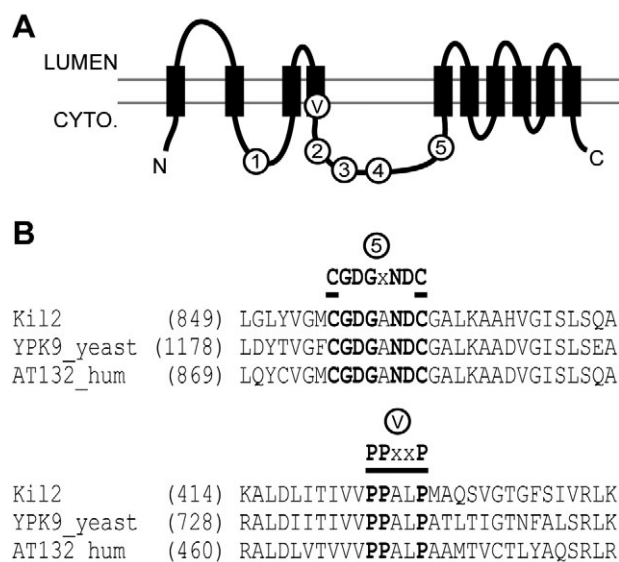 A
LUMEN
CYTO.
N
1
V
2
3
4
5
C
B
5
CGDGxNDC
Kil2 (849) LGLYVGMCGDGANDCGALKAAHVGISLSQA
YPK9_yeast (1178) LDYTVGFCGDGANDCGALKAADVGISLSEA
AT132_hum (869) LQYCVGMCGDGANDCGALKAADVGISLSQA
V
PPxxP
Kil2 (414) KALDLITIVVPPALPMAQSVGTGFSIVRLK
YPK9_yeast (728) RALDIITIVVPPALPATLTIGTNFALSRLK
AT132_hum (460) RALDLVTVVVPPALPAAMTVCTLYAQSRLR